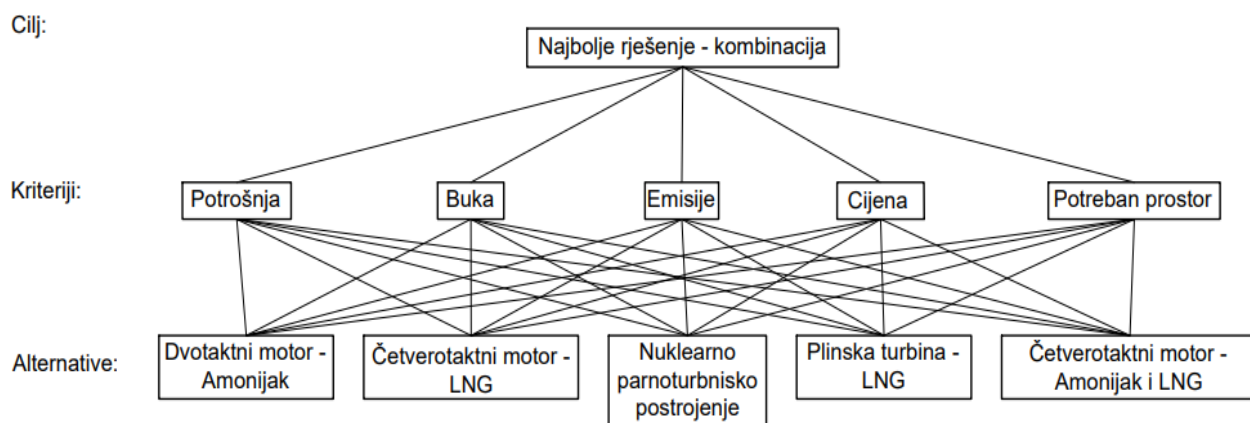 Cilj:
Najbolje rješenje - kombinacija
Kriteriji:
Potrošnja
Buka
Emisije
Cijena
Potreban prostor
Alternative:
Dvotaktni motor -
Amonijak
Četverotaktni motor -
LNG
Nuklearno
parnoturbnisko
postrojenje
Plinska turbina -
LNG
Četverotaktni motor -
Amonijak i LNG